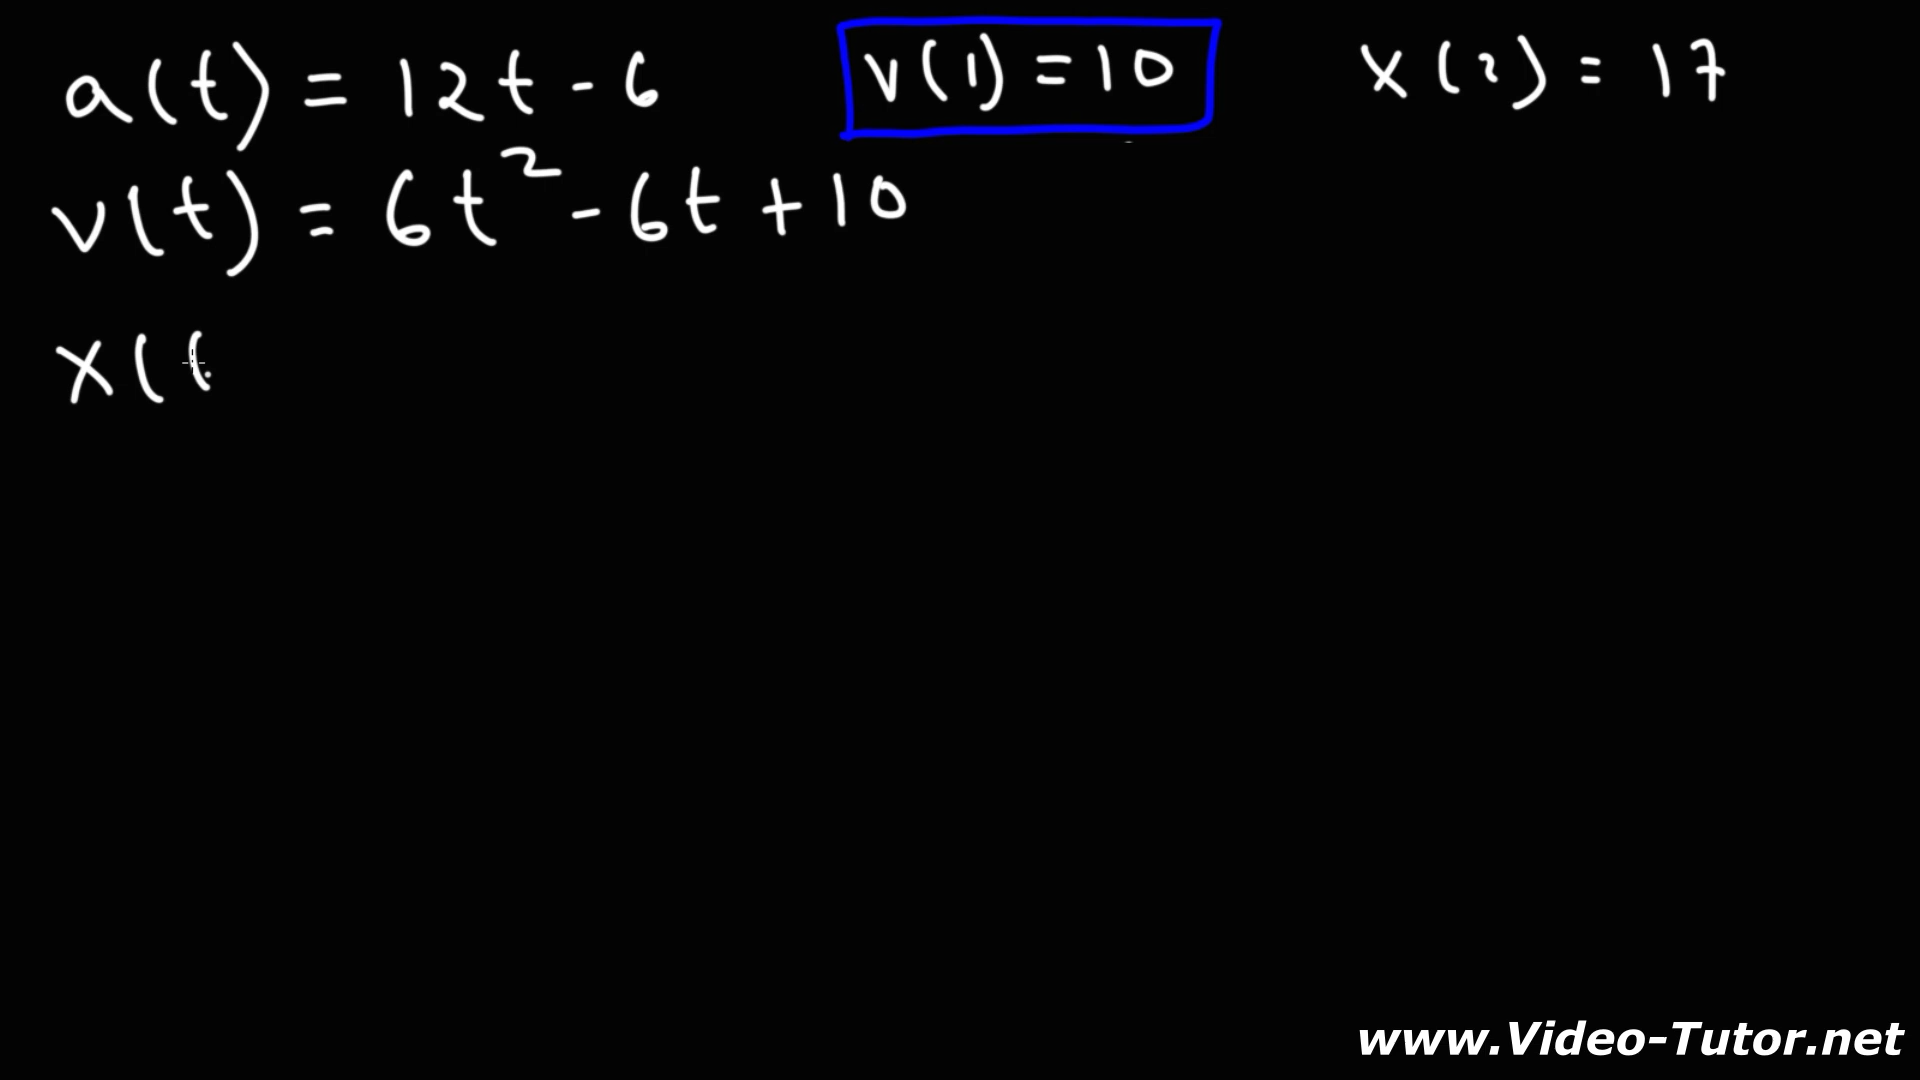 a(t) = 12t - 6 v(1) = 10 x(2) = 17
v(t) = 6t² - 6t + 10
x(
www.Video-Tutor.net